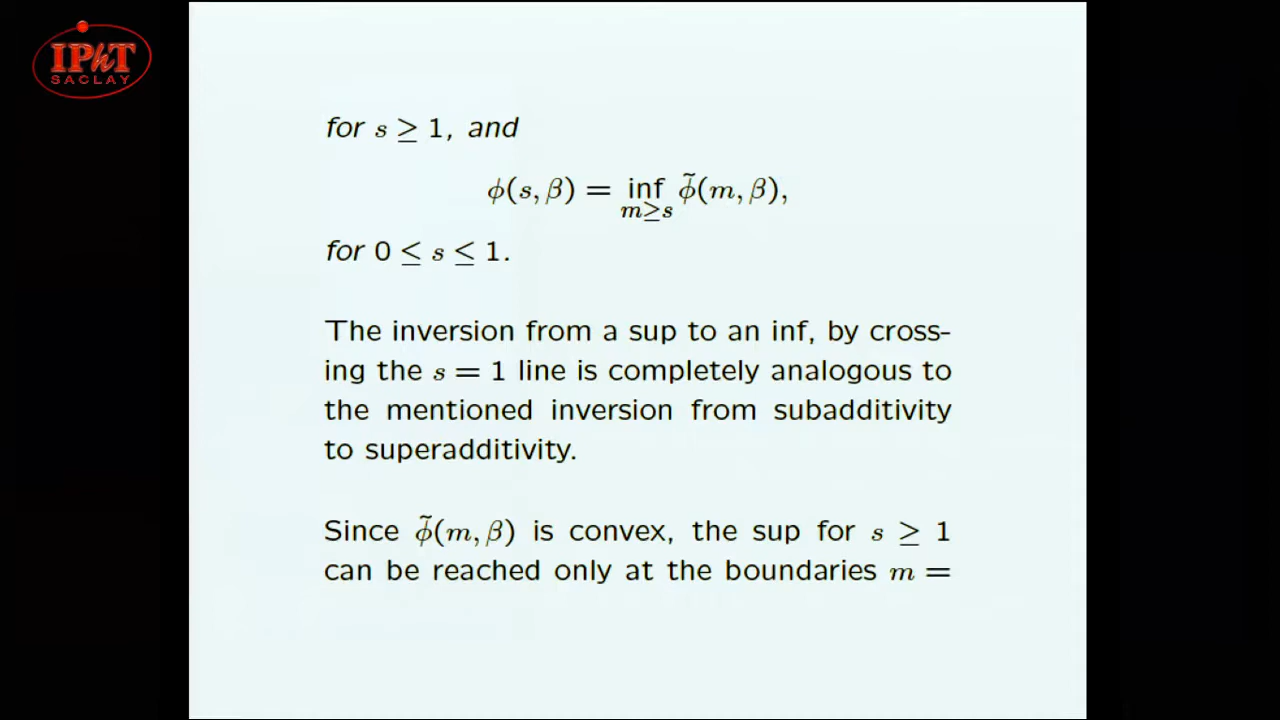 IPhT
SACLAY
for s ≥ 1, and
ϕ(s, β) = inf ϕ̃(m, β),
m≥s
for 0 ≤ s ≤ 1.
The inversion from a sup to an inf, by cross-
ing the s = 1 line is completely analogous to
the mentioned inversion from subadditivity
to superadditivity.
Since ϕ̃(m, β) is convex, the sup for s ≥ 1
can be reached only at the boundaries m =